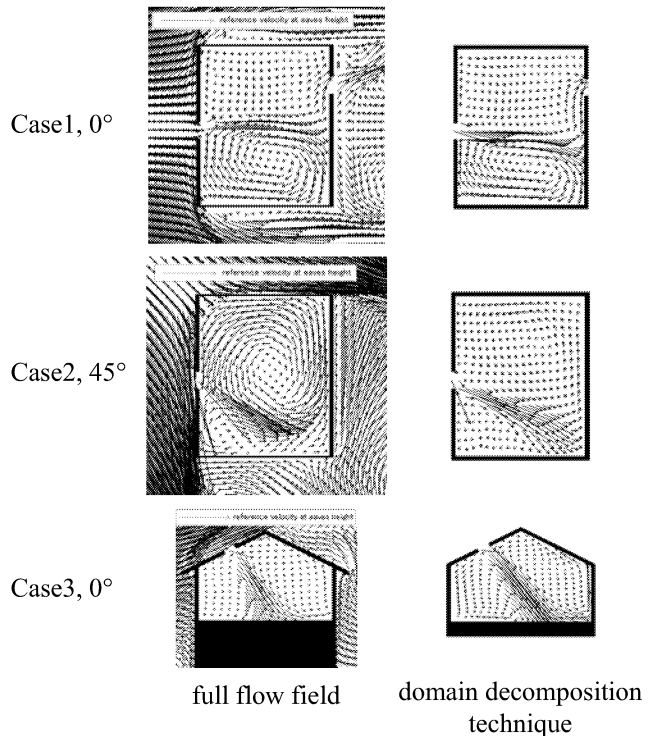 reference velocity at eaves height
Case1, 0°
reference velocity at eaves height
Case2, 45°
reference velocity at eaves height
Case3, 0°
full flow field
domain decomposition
technique